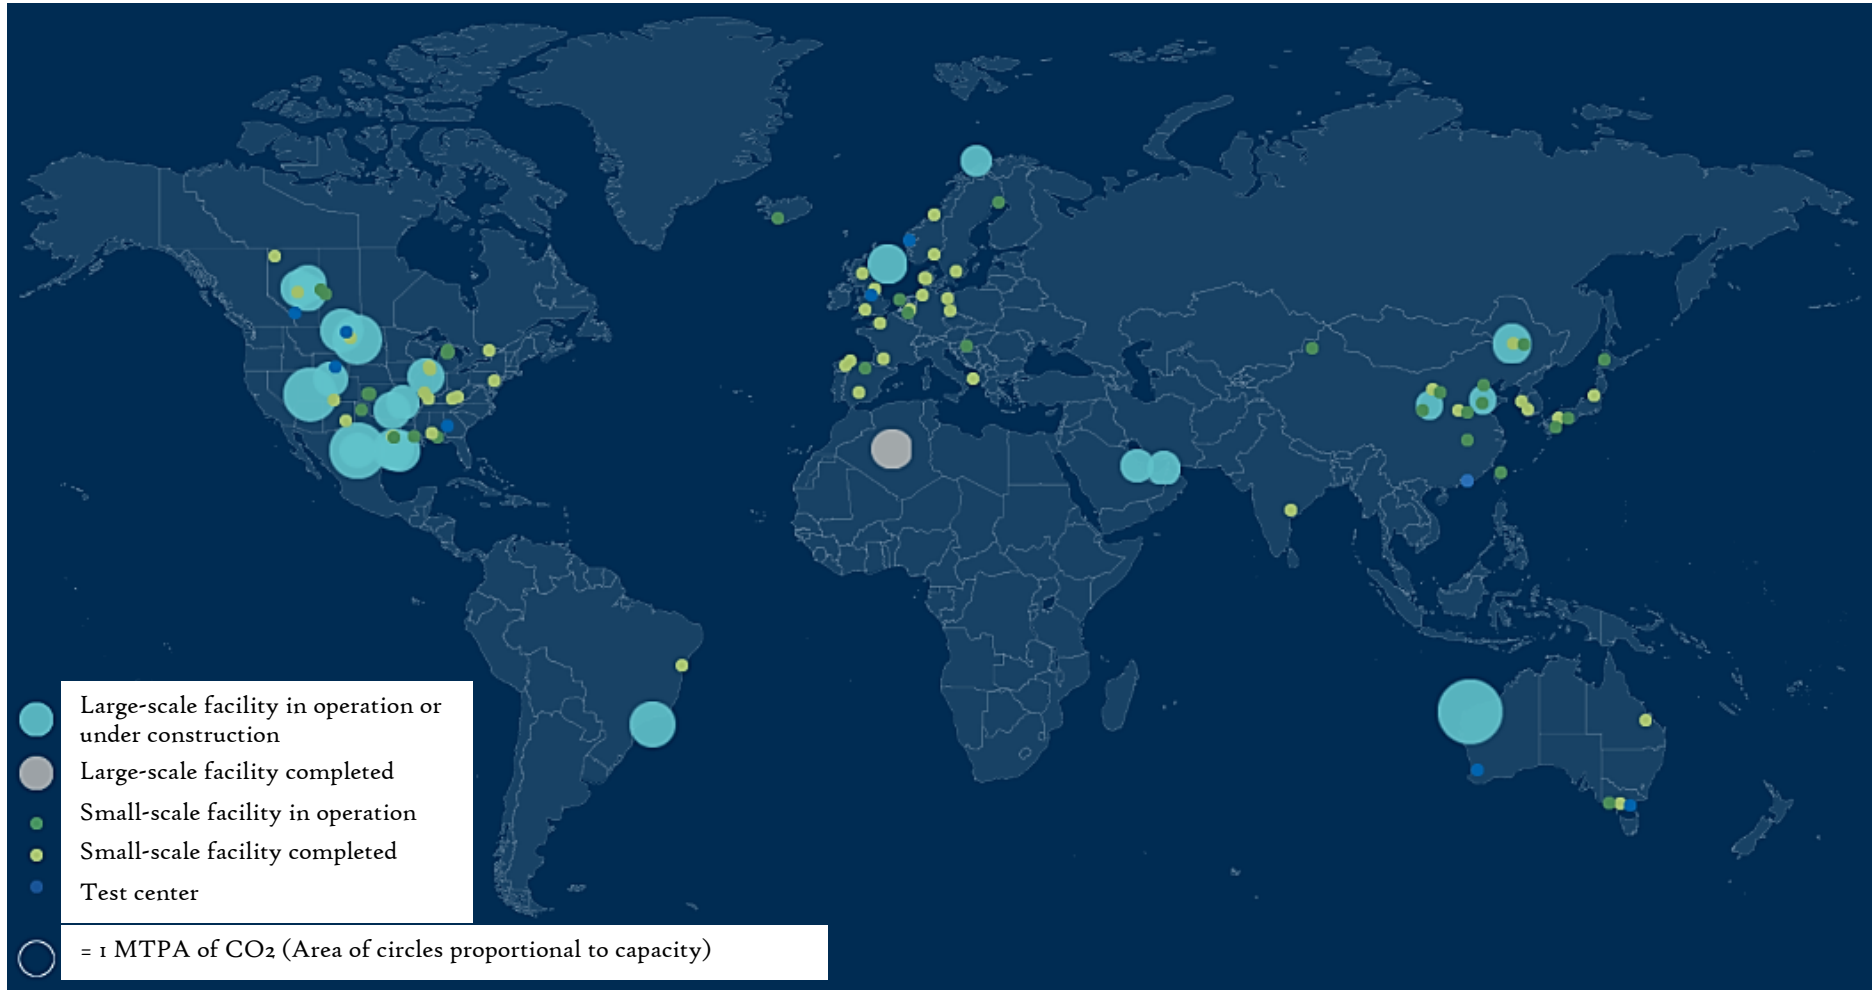 Large-scale facility in operation or
under construction
Large-scale facility completed
Small-scale facility in operation
Small-scale facility completed
Test center
= 1 MTPA of CO2 (Area of circles proportional to capacity)